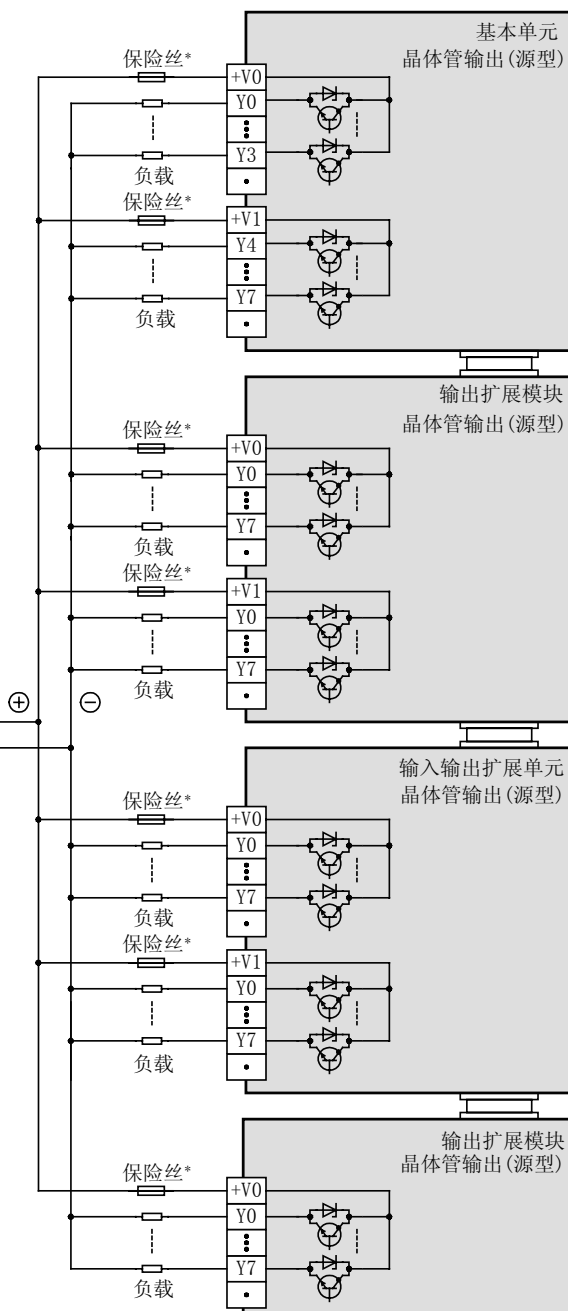 基本单元
晶体管输出(源型)
保险丝*
+V0
Y0
Y3
负载
保险丝*
+V1
Y4
Y7
负载
输出扩展模块
晶体管输出(源型)
保险丝*
+V0
Y0
Y7
负载
保险丝*
+V1
Y0
Y7
负载
+
−
输入输出扩展单元
晶体管输出(源型)
保险丝*
+V0
Y0
Y7
负载
保险丝*
+V1
Y0
Y7
负载
输出扩展模块
晶体管输出(源型)
保险丝*
+V0
Y0
Y7
负载